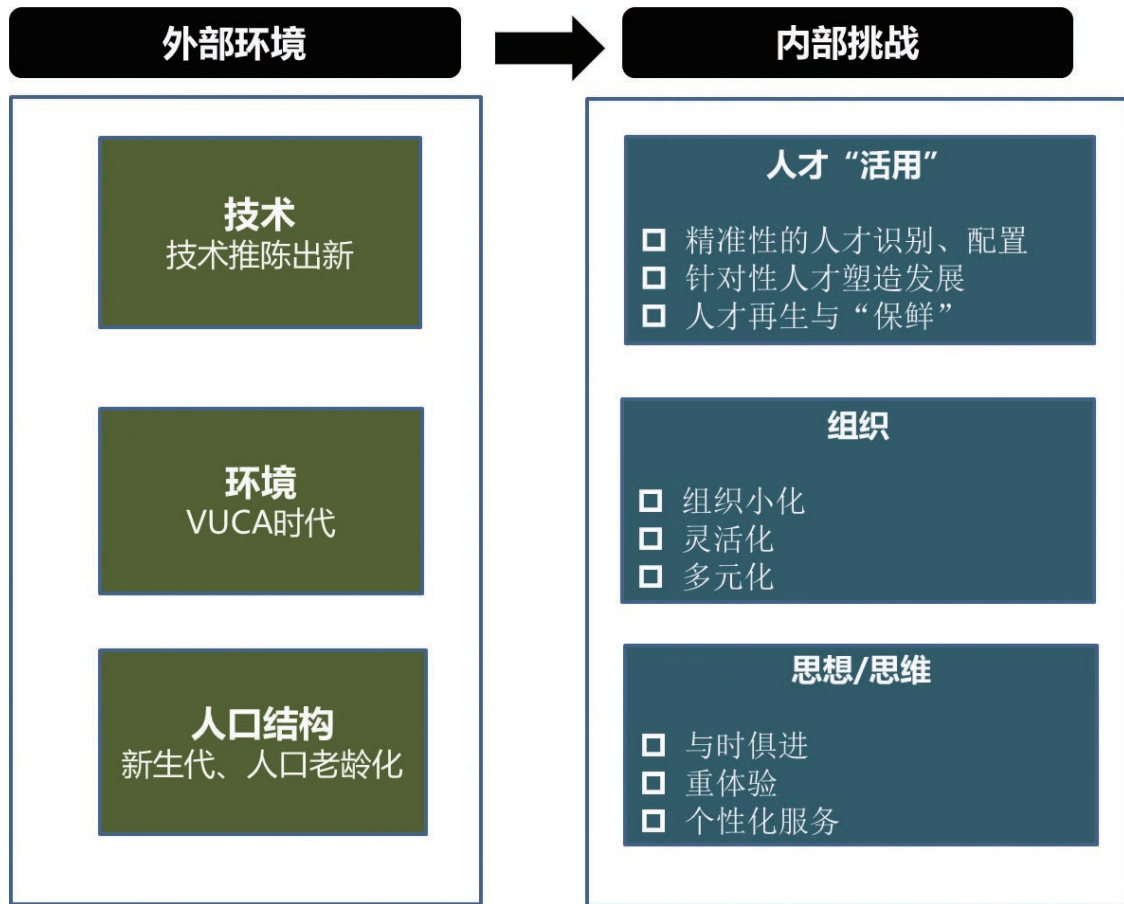 外部环境
内部挑战
技术
技术推陈出新
环境
VUCA时代
人口结构
新生代、人口老龄化
人才“活用”
精准性的人才识别、配置
针对性人才塑造发展
人才再生与“保鲜”
组织
组织小化
灵活化
多元化
思想/思维
与时俱进
重体验
个性化服务